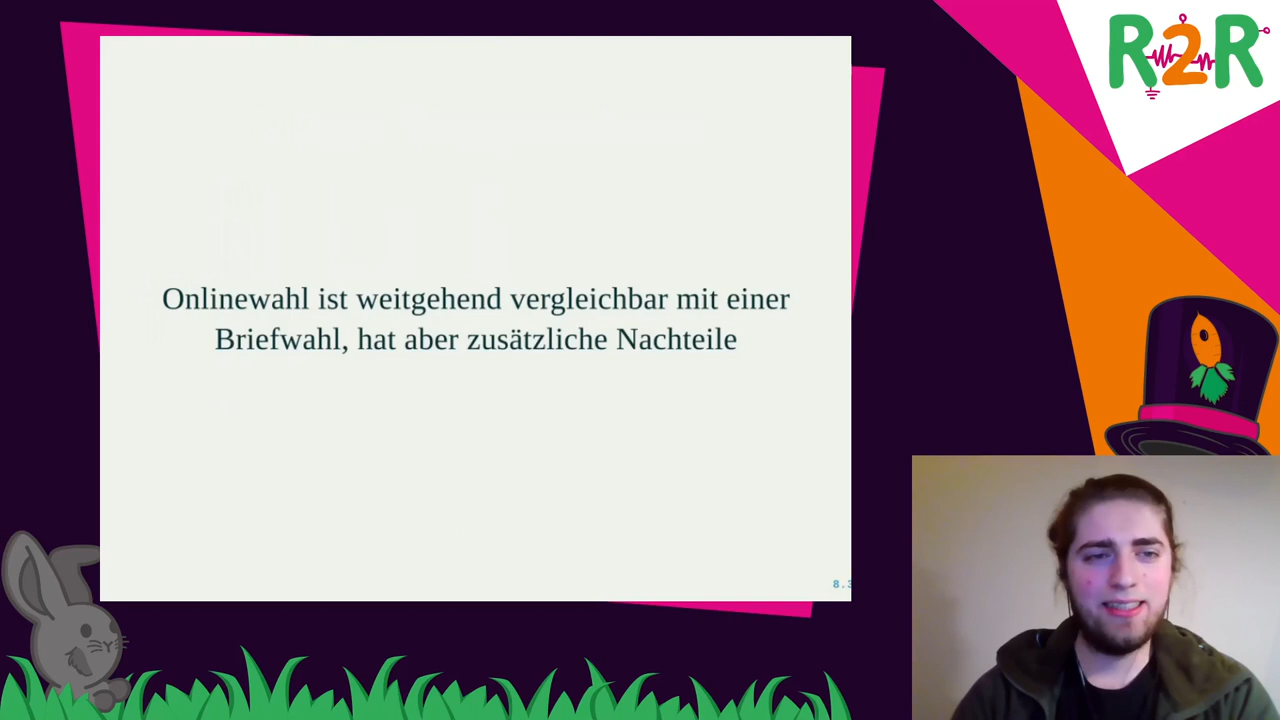 R2R
Onlinewahl ist weitgehend vergleichbar mit einer
Briefwahl, hat aber zusätzliche Nachteile